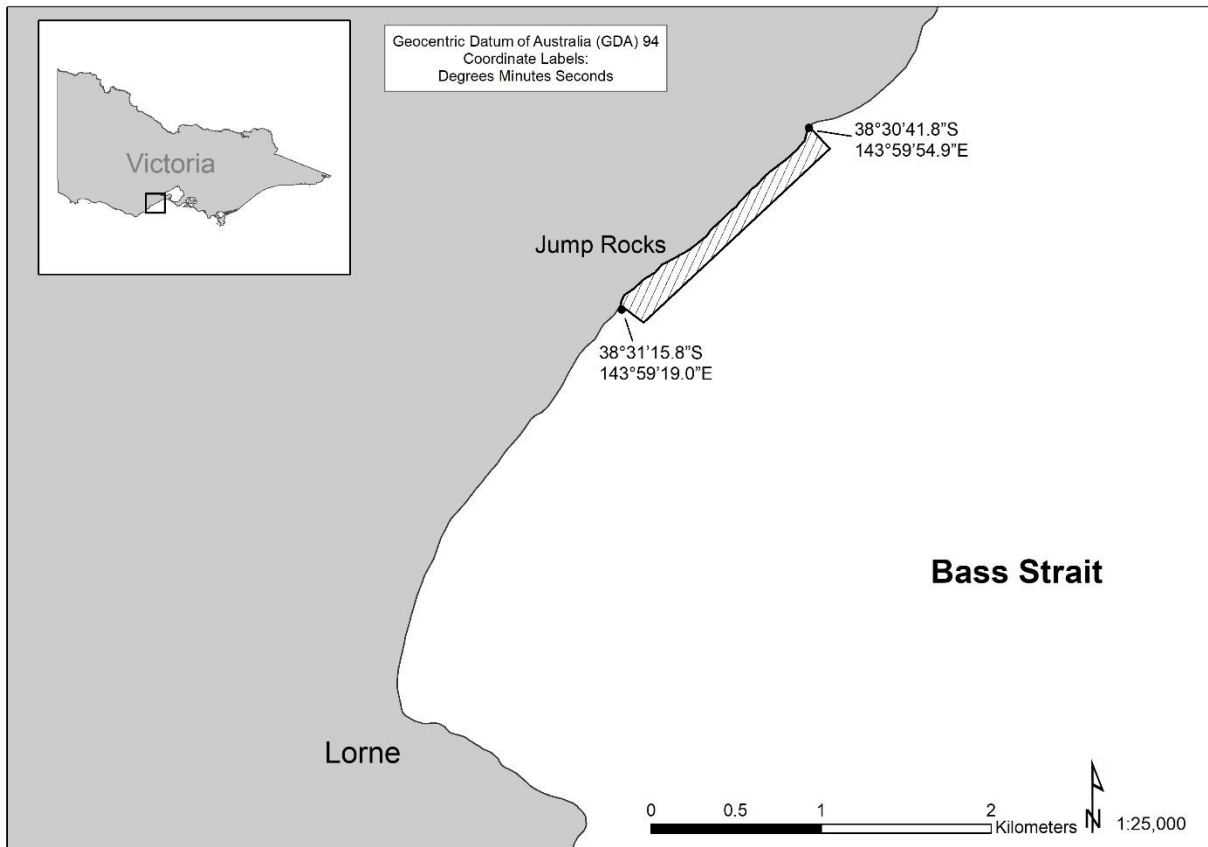 Geocentric Datum of Australia (GDA) 94
Coordinate Labels:
Degrees Minutes Seconds
Victoria
38°30’41.8”S
143°59’54.9”E
Jump Rocks
38°31’15.8”S
143°59’19.0”E
Bass Strait
Lorne
0 0.5 1 2
Kilometers
N
1:25,000